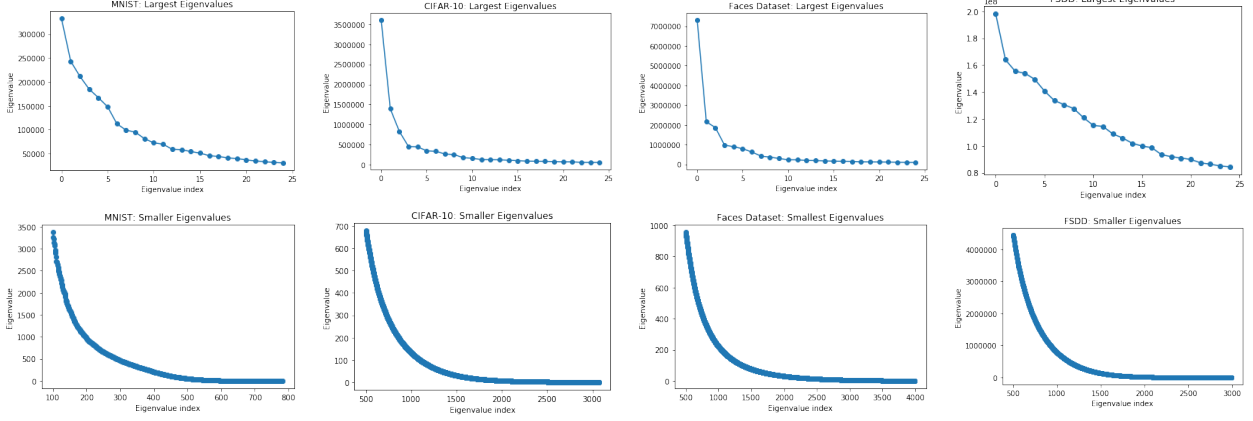 MNIST: Largest Eigenvalues
Eigenvalue
300000
250000
200000
150000
100000
50000
0 5 10 15 20 25
Eigenvalue index
CIFAR-10: Largest Eigenvalues
Eigenvalue
3500000
3000000
2500000
2000000
1500000
1000000
500000
0
0 5 10 15 20 25
Eigenvalue index
Faces Dataset: Largest Eigenvalues
Eigenvalue
7000000
6000000
5000000
4000000
3000000
2000000
1000000
0
0 5 10 15 20 25
Eigenvalue index
FSDD: Largest Eigenvalues
1e8
Eigenvalue
2.0
1.8
1.6
1.4
1.2
1.0
0.8
0 5 10 15 20 25
Eigenvalue index
MNIST: Smaller Eigenvalues
Eigenvalue
3500
3000
2500
2000
1500
1000
500
0
100 200 300 400 500 600 700 800
Eigenvalue index
CIFAR-10: Smaller Eigenvalues
Eigenvalue
700
600
500
400
300
200
100
0
500 1000 1500 2000 2500 3000
Eigenvalue index
Faces Dataset: Smallest Eigenvalues
Eigenvalue
1000
800
600
400
200
0
500 1000 1500 2000 2500 3000 3500 4000
Eigenvalue index
FSDD: Smaller Eigenvalues
Eigenvalue
4000000
3000000
2000000
1000000
0
500 1000 1500 2000 2500 3000
Eigenvalue index